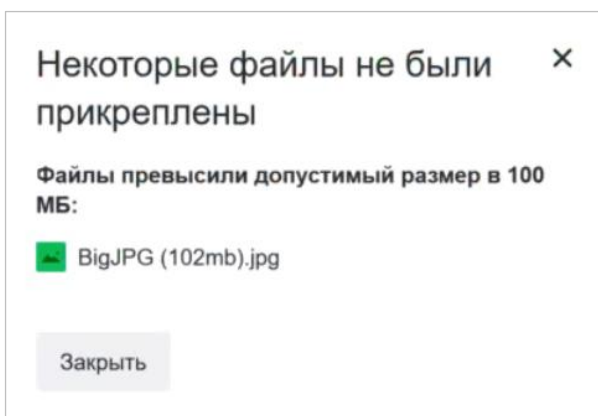 Некоторые файлы не были
прикреплены
Файлы превысили допустимый размер в 100
МБ:
BigJPG (102mb).jpg
Закрыть